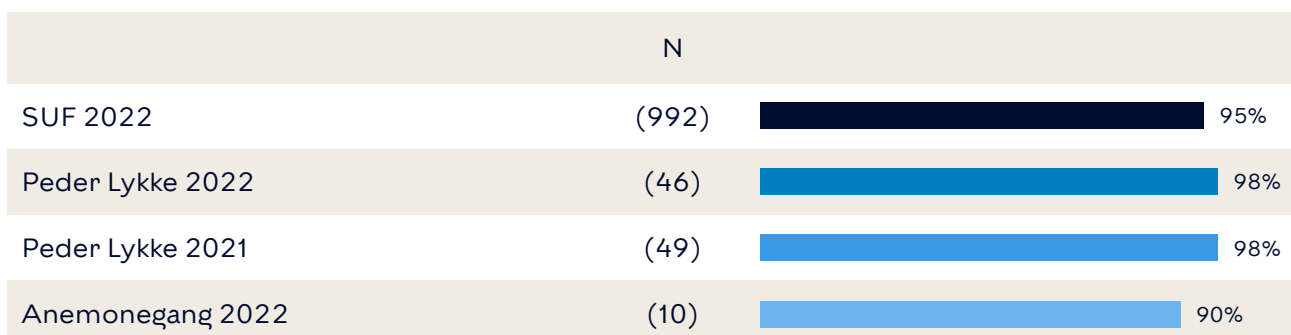 N
SUF 2022 (992) 95%
Peder Lykke 2022 (46) 98%
Peder Lykke 2021 (49) 98%
Anemonegang 2022 (10) 90%